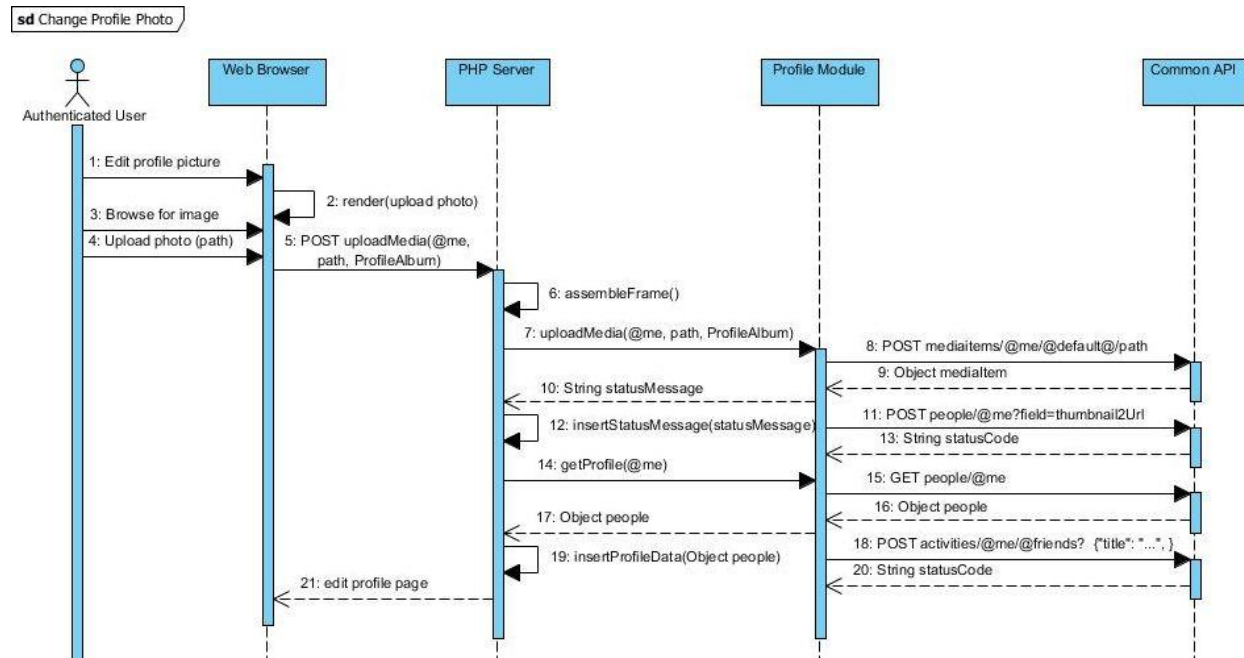 sd Change Profile Photo
Authenticated User
Web Browser
PHP Server
Profile Module
Common API
1: Edit profile picture
2: render(upload photo)
3: Browse for image
4: Upload photo (path)
5: POST uploadMedia(@me,
path, ProfileAlbum)
6: assembleFrame()
7: uploadMedia(@me, path, ProfileAlbum)
8: POST mediaitems/@me/@default@/path
9: Object mediaItem
10: String statusMessage
11: POST people/@me?field=thumbnail2Url
12: insertStatusMessage(statusMessage)
13: String statusCode
14: getProfile(@me)
15: GET people/@me
16: Object people
17: Object people
18: POST activities/@me/@friends? {"title": "...", }
19: insertProfileData(Object people)
20: String statusCode
21: edit profile page